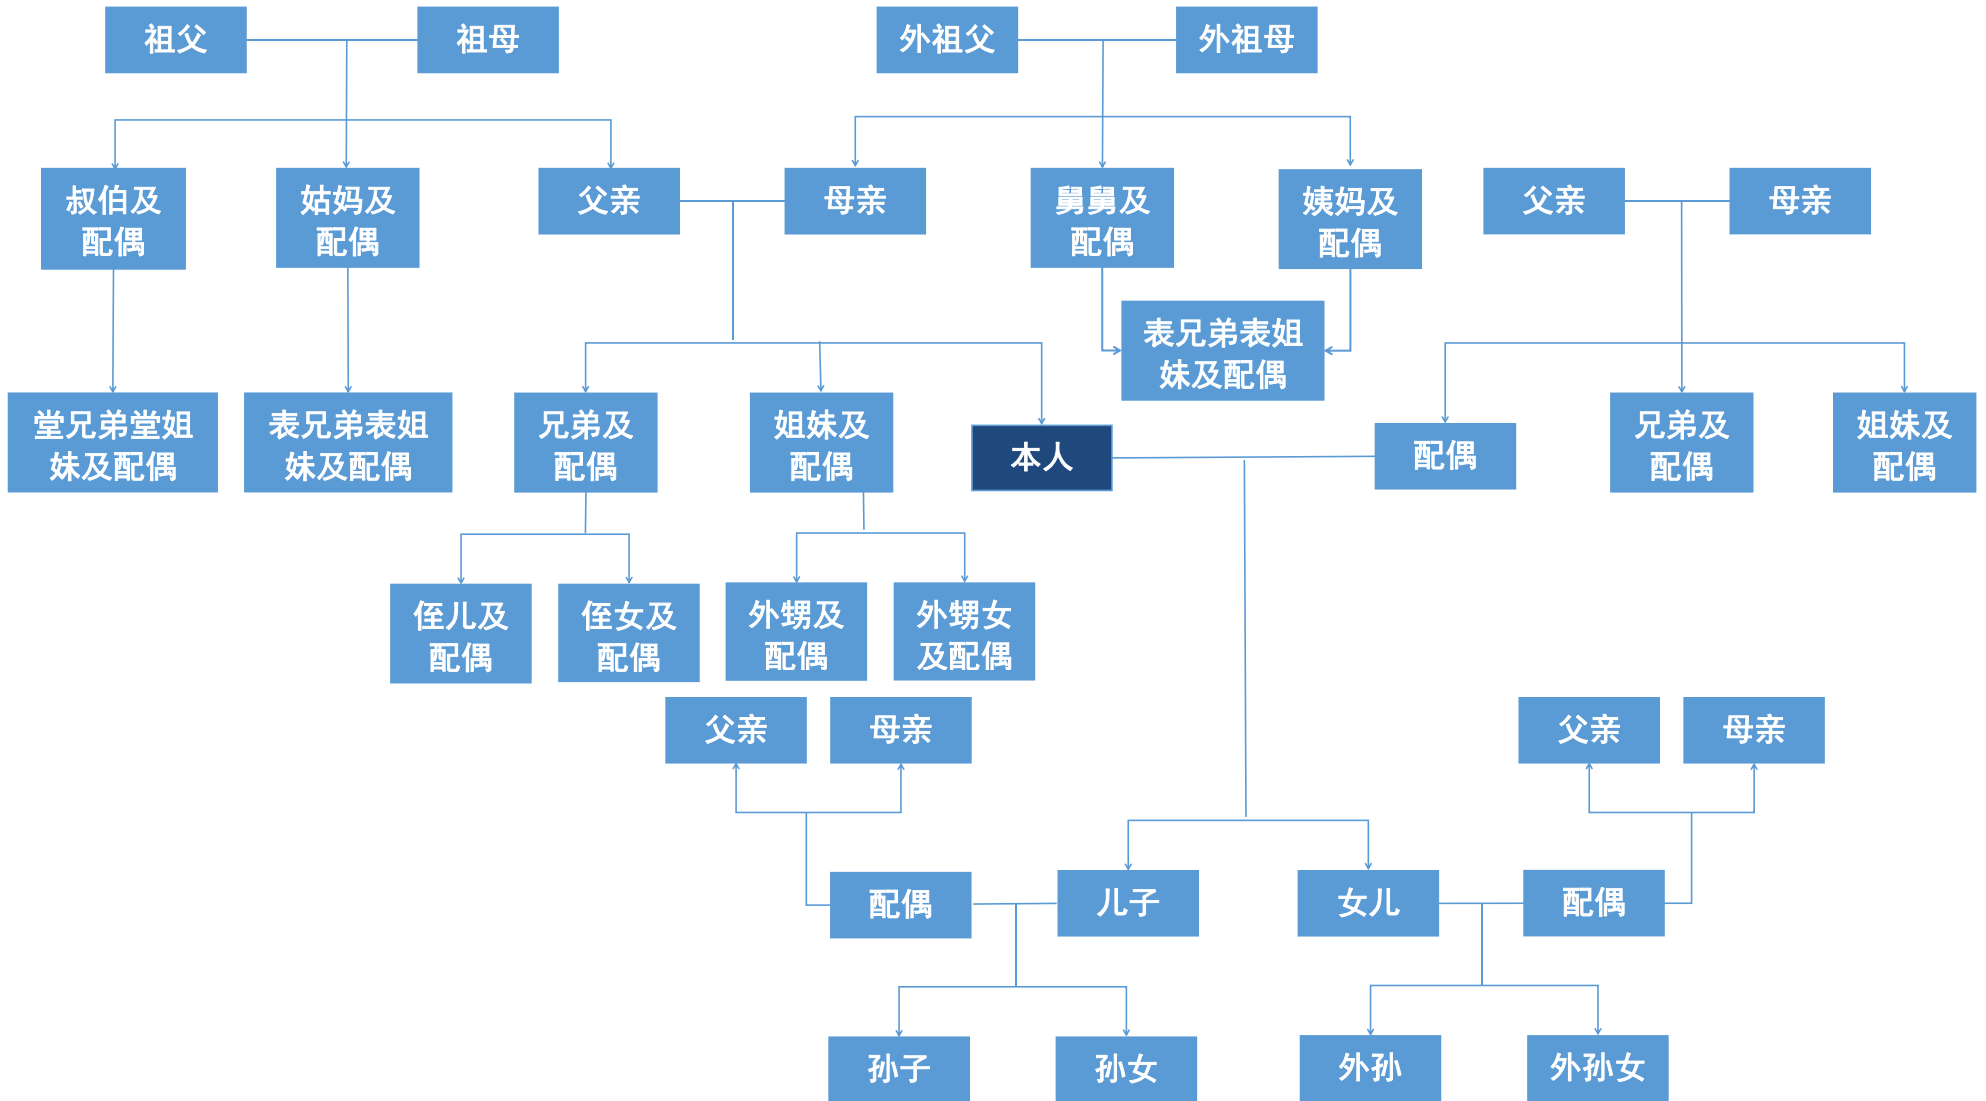 祖父
祖母
外祖父
外祖母
叔伯及
配偶
姑妈及
配偶
父亲
母亲
舅舅及
配偶
姨妈及
配偶
父亲
母亲
表兄弟表姐
妹及配偶
堂兄弟堂姐
妹及配偶
表兄弟表姐
妹及配偶
兄弟及
配偶
姐妹及
配偶
本人
配偶
兄弟及
配偶
姐妹及
配偶
侄儿及
配偶
侄女及
配偶
外甥及
配偶
外甥女
及配偶
父亲
母亲
父亲
母亲
配偶
儿子
女儿
配偶
孙子
孙女
外孙
外孙女